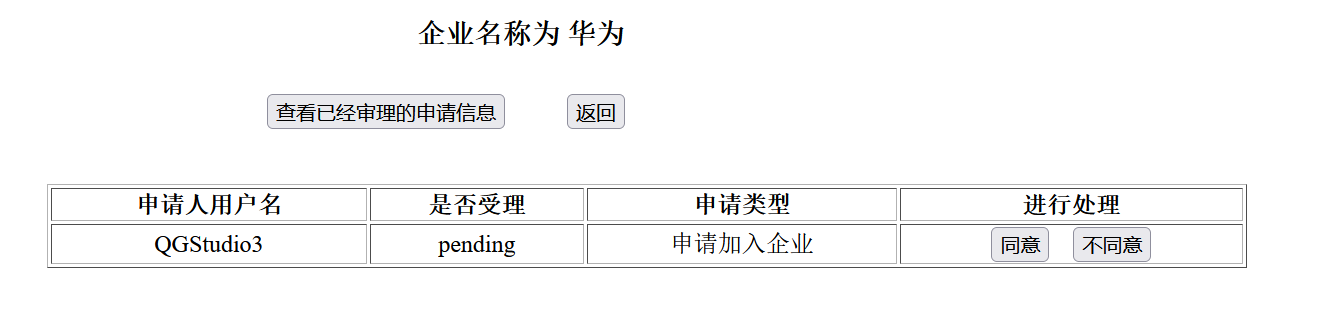 企业名称为 华为
查看已经审理的申请信息 返回
申请人用户名 是否受理 申请类型 进行处理
QGStudio3 pending 申请加入企业 同意 不同意